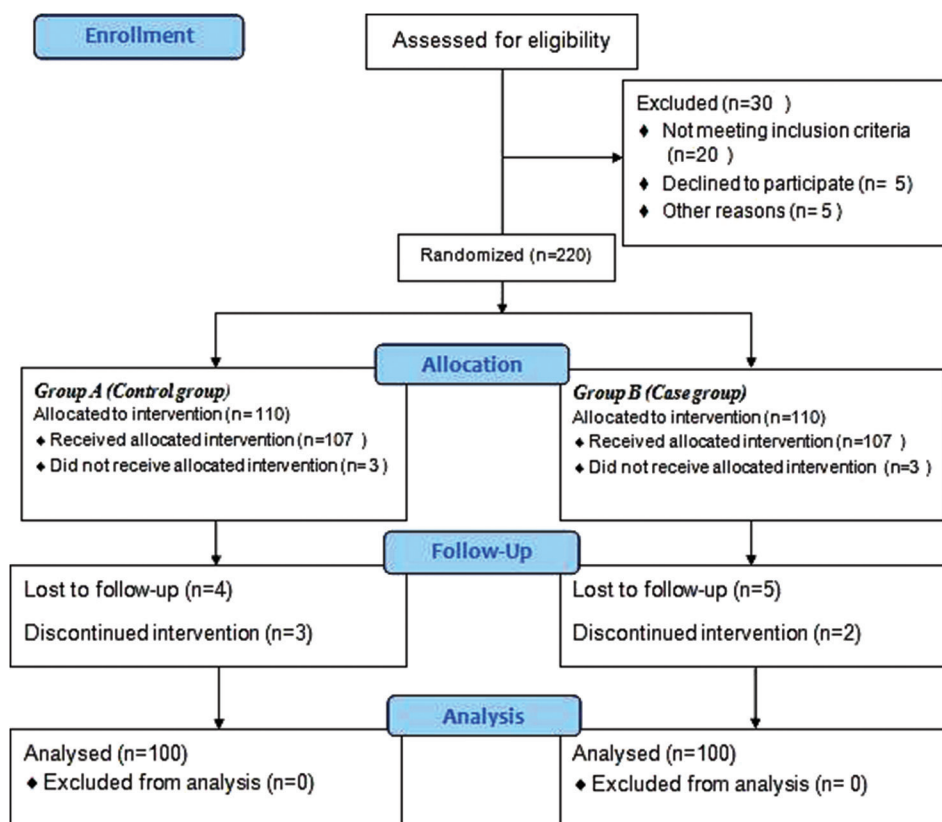 Enrollment
Assessed for eligibility
Excluded (n=30 )
♦ Not meeting inclusion criteria
(n=20 )
♦ Declined to participate (n= 5)
♦ Other reasons (n= 5 )
Randomized (n=220)
Allocation
Group A (Control group)
Allocated to intervention (n= 110)
♦ Received allocated intervention (n=107 )
♦ Did not receive allocated intervention (n= 3 )
Group B (Case group)
Allocated to intervention (n=110)
♦ Received allocated intervention (n=107 )
♦ Did not receive allocated intervention (n=3 )
Follow-Up
Lost to follow-up (n=4)
Discontinued intervention (n=3)
Lost to follow-up (n=5)
Discontinued intervention (n=2)
Analysis
Analysed (n=100)
♦ Excluded from analysis (n=0)
Analysed (n=100)
♦ Excluded from analysis (n= 0)